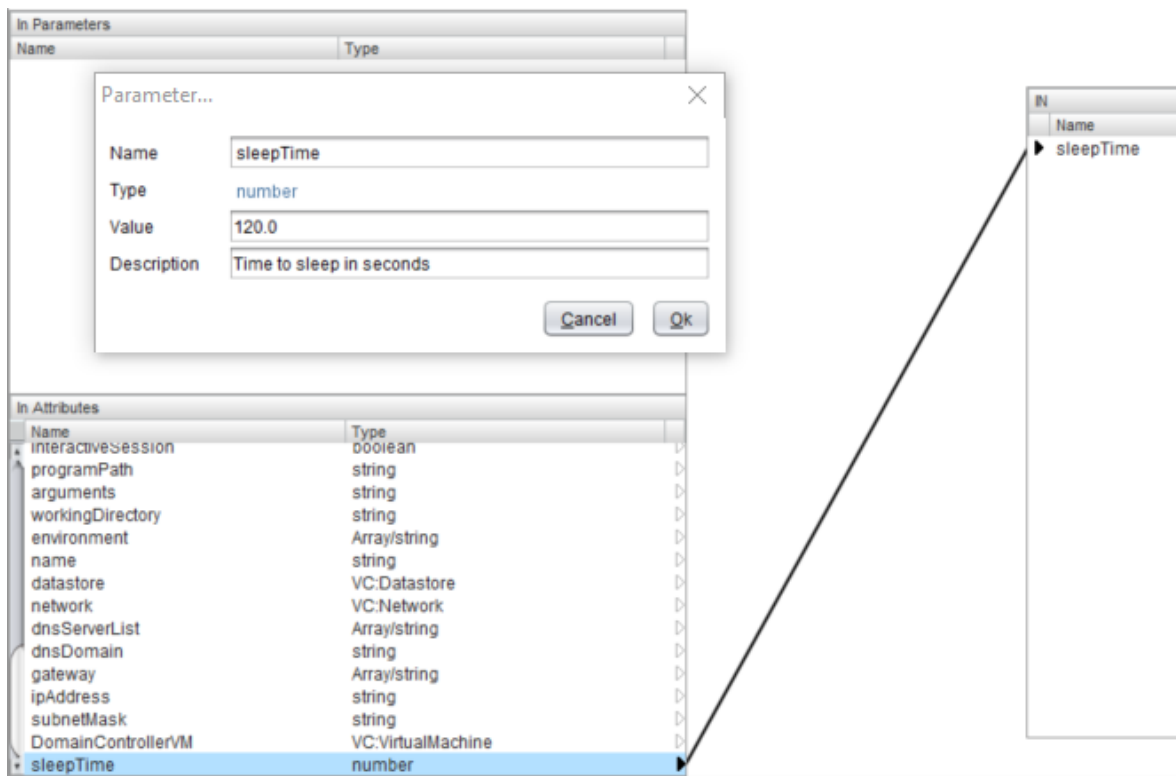 In Parameters
Name Type
Parameter...
Name sleepTime
Type number
Value 120.0
Description Time to sleep in seconds
Cancel Ok
IN
Name
sleepTime
In Attributes
Name Type
interactiveSession boolean
programPath string
arguments string
workingDirectory string
environment Array/string
name string
datastore VC:Datastore
network VC:Network
dnsServerList Array/string
dnsDomain string
gateway Array/string
ipAddress string
subnetMask string
DomainControllerVM VC:VirtualMachine
sleepTime number